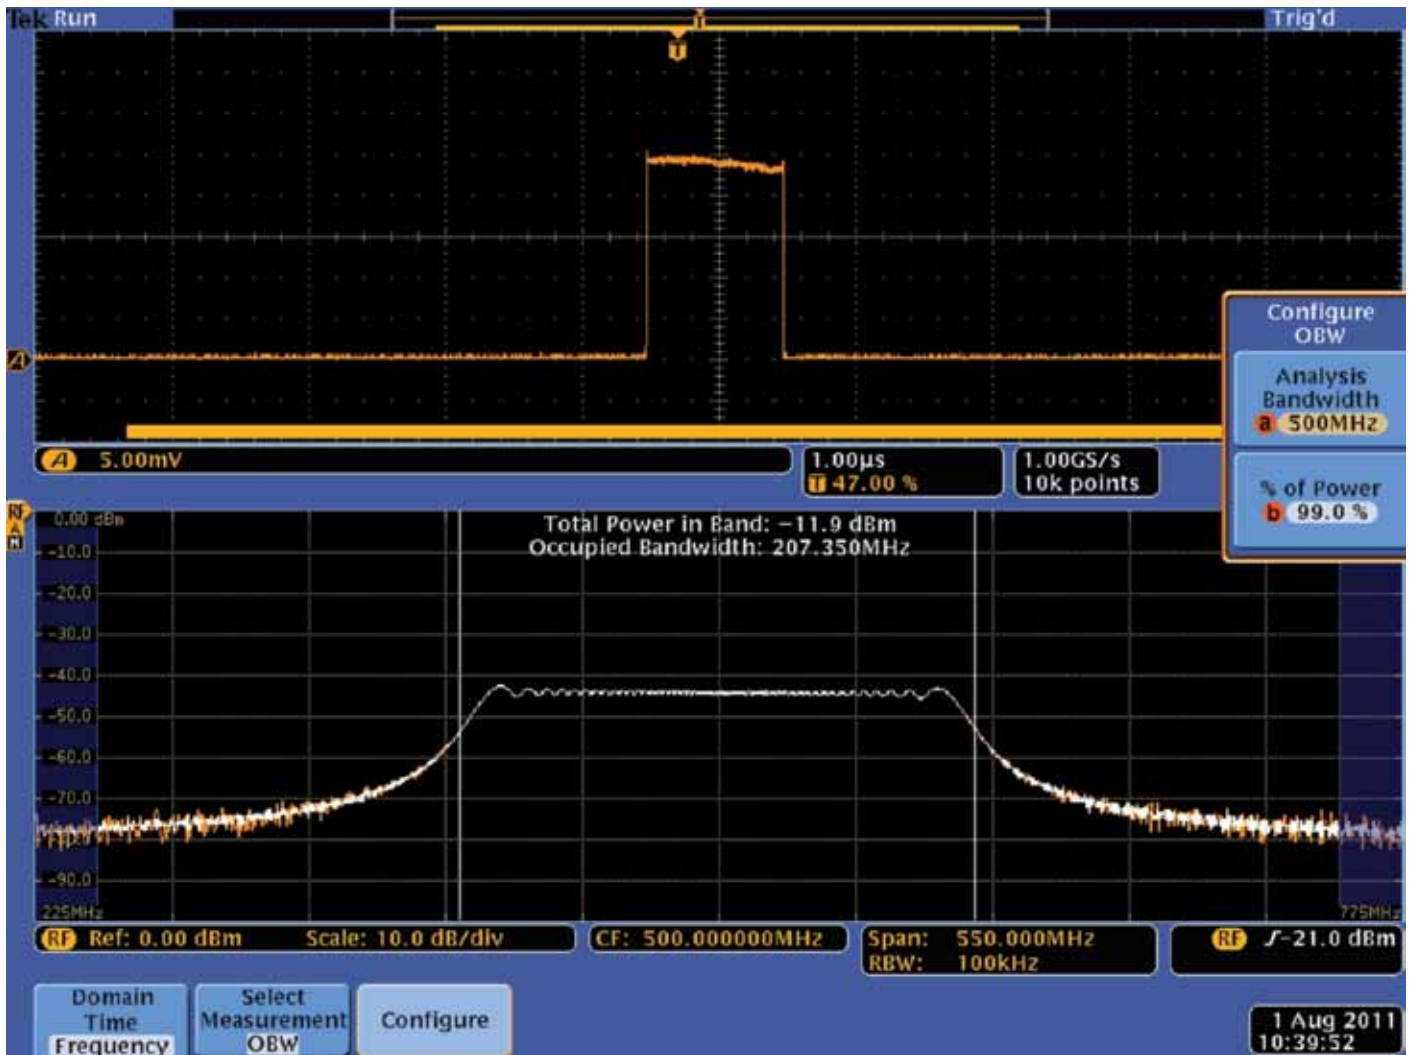 Tek Run
Trig'd
T
T
A
Configure
OBW
Analysis
Bandwidth
a 500MHz
% of Power
b 99.0 %
A 5.00mV
1.00µs
T 47.00 %
1.00GS/s
10k points
RF
A
N
0.00 dBm
-10.0
-20.0
-30.0
-40.0
-50.0
-60.0
-70.0
-80.0
-90.0
Total Power in Band: -11.9 dBm
Occupied Bandwidth: 207.350MHz
225MHz
775MHz
RF Ref: 0.00 dBm Scale: 10.0 dB/div
CF: 500.000000MHz
Span: 550.000MHz
RBW: 100kHz
RF -21.0 dBm
Domain
Time
Frequency
Select
Measurement
OBW
Configure
1 Aug 2011
10:39:52